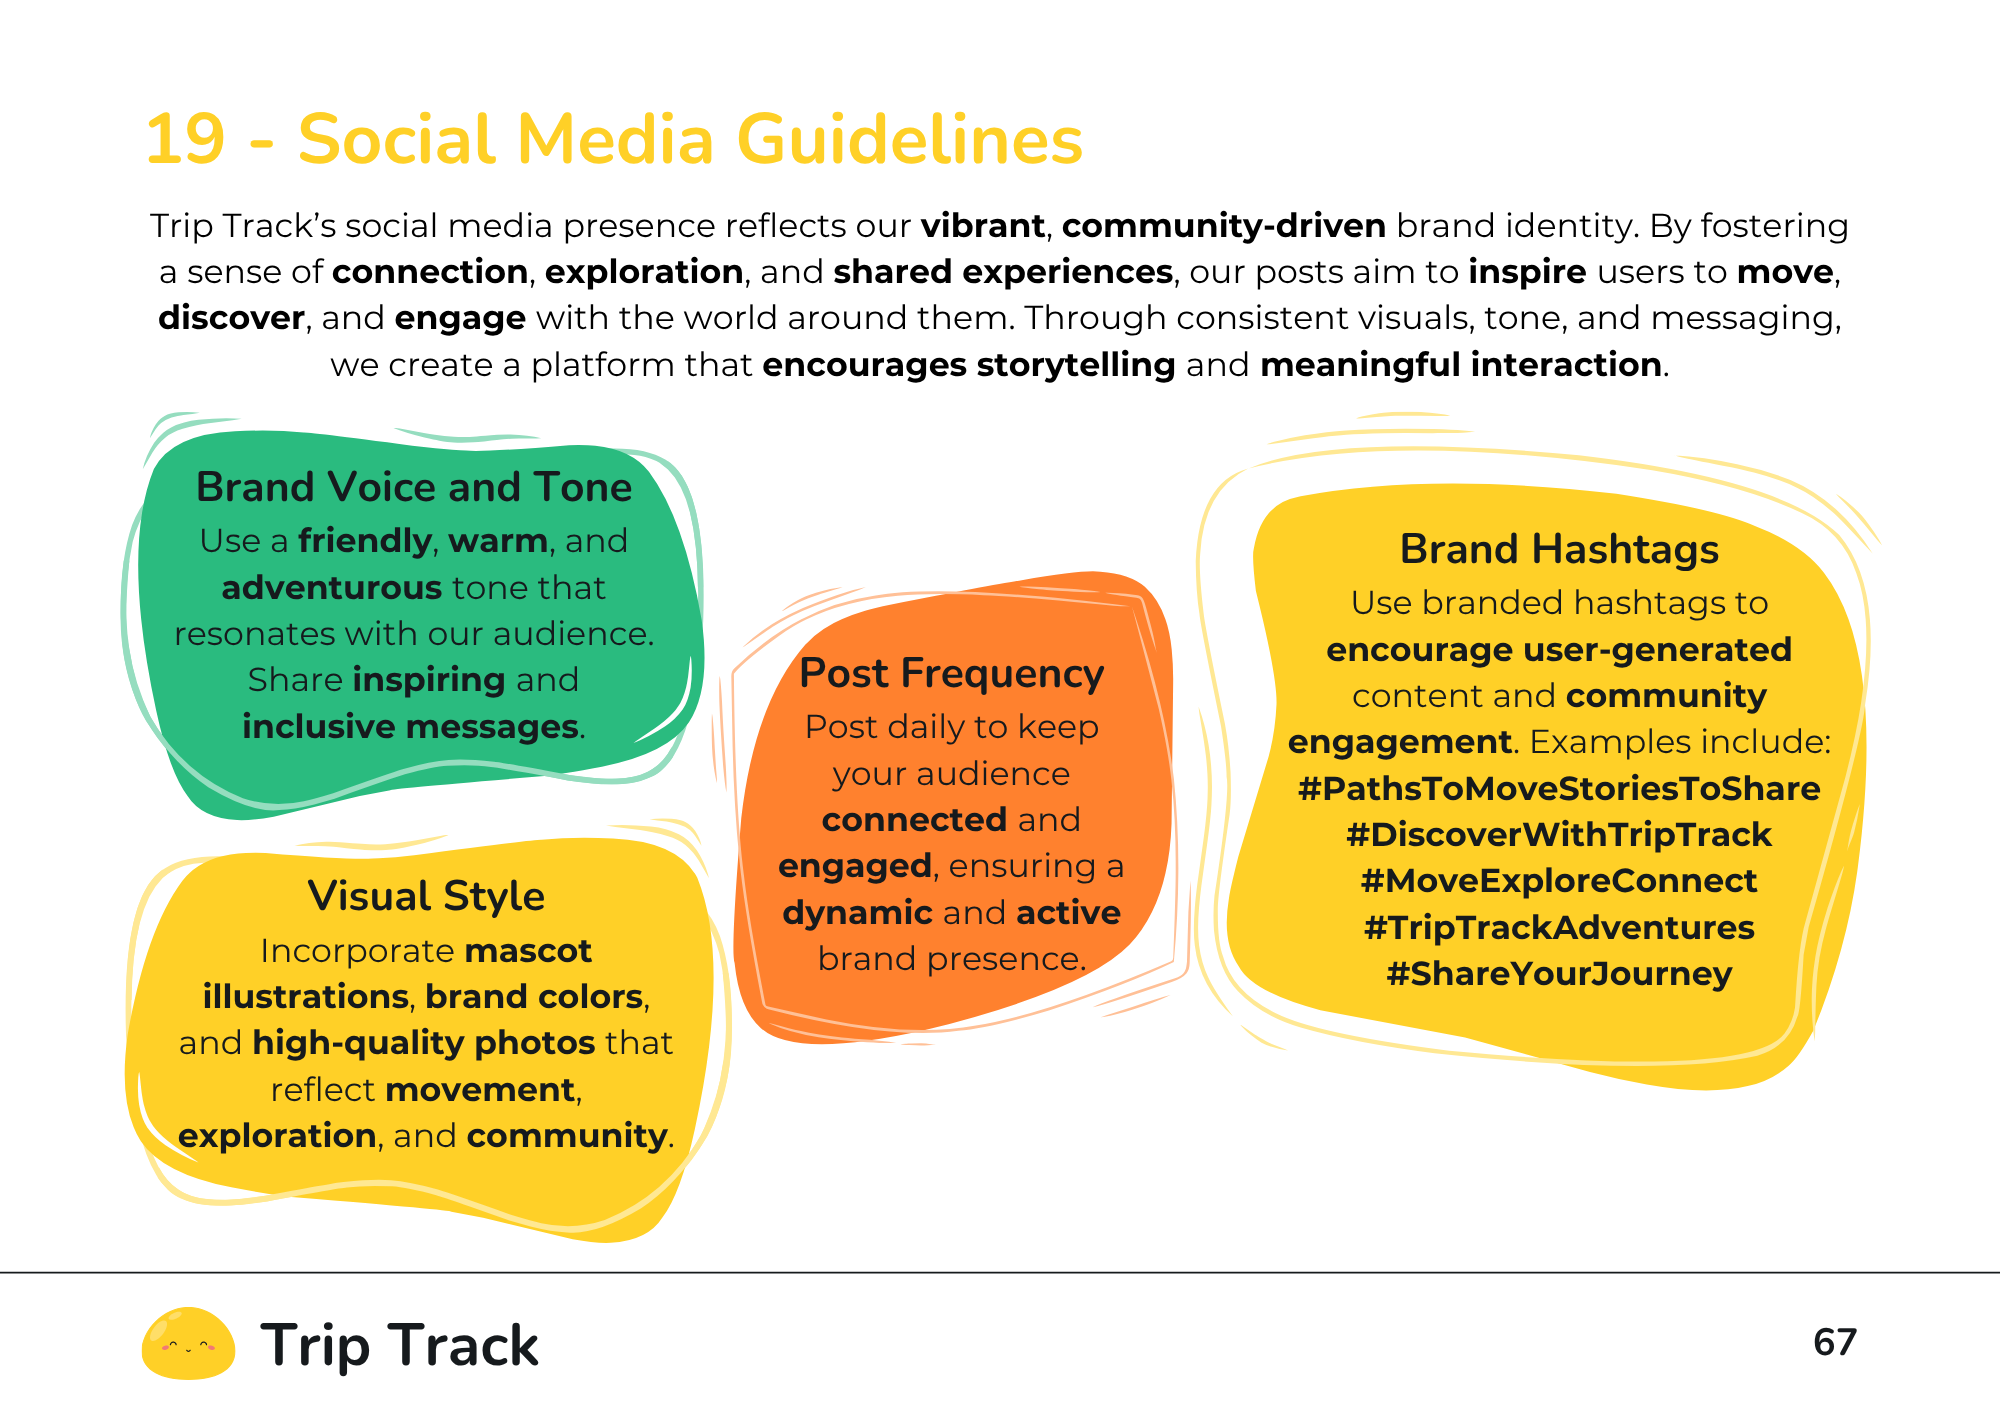 19 - Social Media Guidelines
Trip Track’s social media presence reflects our vibrant, community-driven brand identity. By fostering
a sense of connection, exploration, and shared experiences, our posts aim to inspire users to move,
discover, and engage with the world around them. Through consistent visuals, tone, and messaging,
we create a platform that encourages storytelling and meaningful interaction.
Brand Voice and Tone
Use a friendly, warm, and
adventurous tone that
resonates with our audience.
Share inspiring and
inclusive messages.
Visual Style
Incorporate mascot
illustrations, brand colors,
and high-quality photos that
reflect movement,
exploration, and community.
Post Frequency
Post daily to keep
your audience
connected and
engaged, ensuring a
dynamic and active
brand presence.
Brand Hashtags
Use branded hashtags to
encourage user-generated
content and community
engagement. Examples include:
#PathsToMoveStoriesToShare
#DiscoverWithTripTrack
#MoveExploreConnect
#TripTrackAdventures
#ShareYourJourney
Trip Track
67